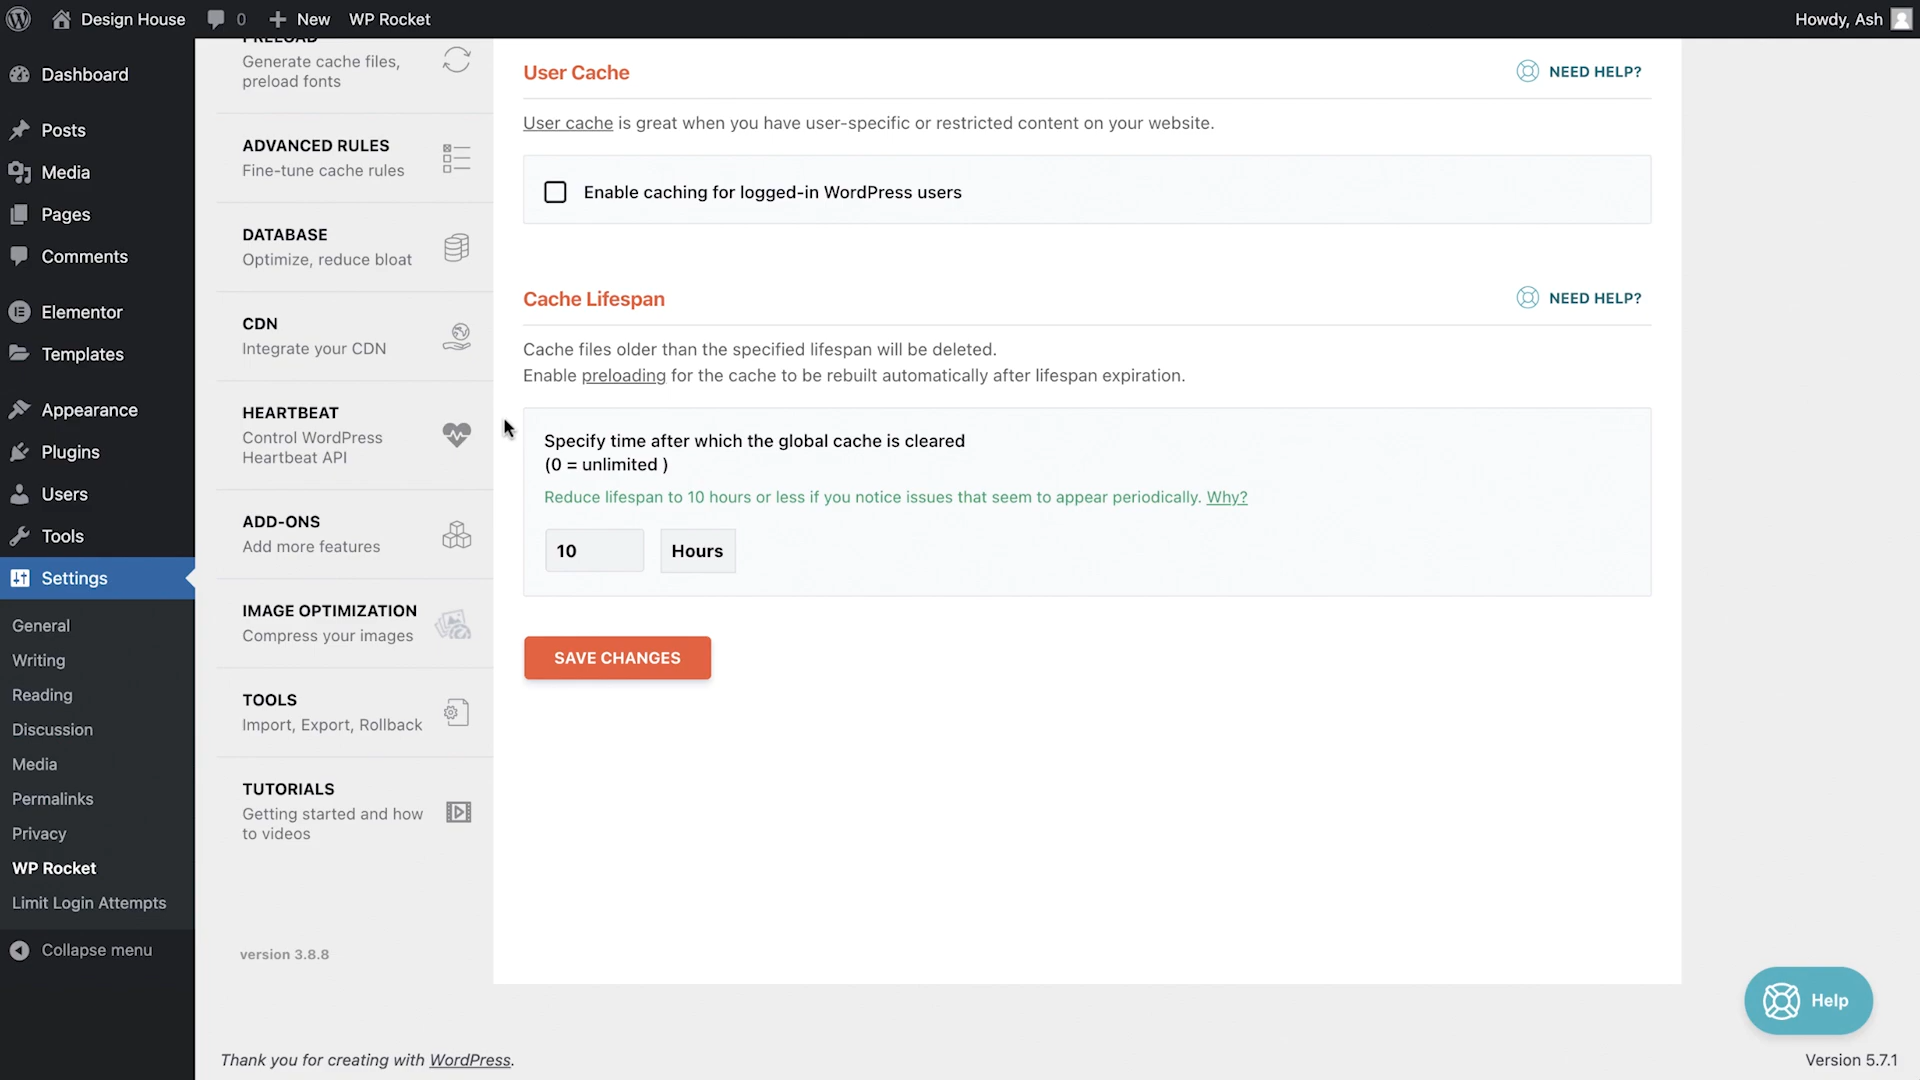 Design House
0
New
WP Rocket
Howdy, Ash
Dashboard
Posts
Media
Pages
Comments
Elementor
Templates
Appearance
Plugins
Users
Tools
Settings
General
Writing
Reading
Discussion
Media
Permalinks
Privacy
WP Rocket
Limit Login Attempts
Collapse menu
PRELOAD
Generate cache files,
preload fonts
ADVANCED RULES
Fine-tune cache rules
DATABASE
Optimize, reduce bloat
CDN
Integrate your CDN
HEARTBEAT
Control WordPress
Heartbeat API
ADD-ONS
Add more features
IMAGE OPTIMIZATION
Compress your images
TOOLS
Import, Export, Rollback
TUTORIALS
Getting started and how
to videos
version 3.8.8
User Cache
NEED HELP?
User cache is great when you have user-specific or restricted content on your website.
Enable caching for logged-in WordPress users
Cache Lifespan
NEED HELP?
Cache files older than the specified lifespan will be deleted.
Enable preloading for the cache to be rebuilt automatically after lifespan expiration.
Specify time after which the global cache is cleared
(0 = unlimited )
Reduce lifespan to 10 hours or less if you notice issues that seem to appear periodically. Why?
10
Hours
SAVE CHANGES
Help
Thank you for creating with WordPress.
Version 5.7.1